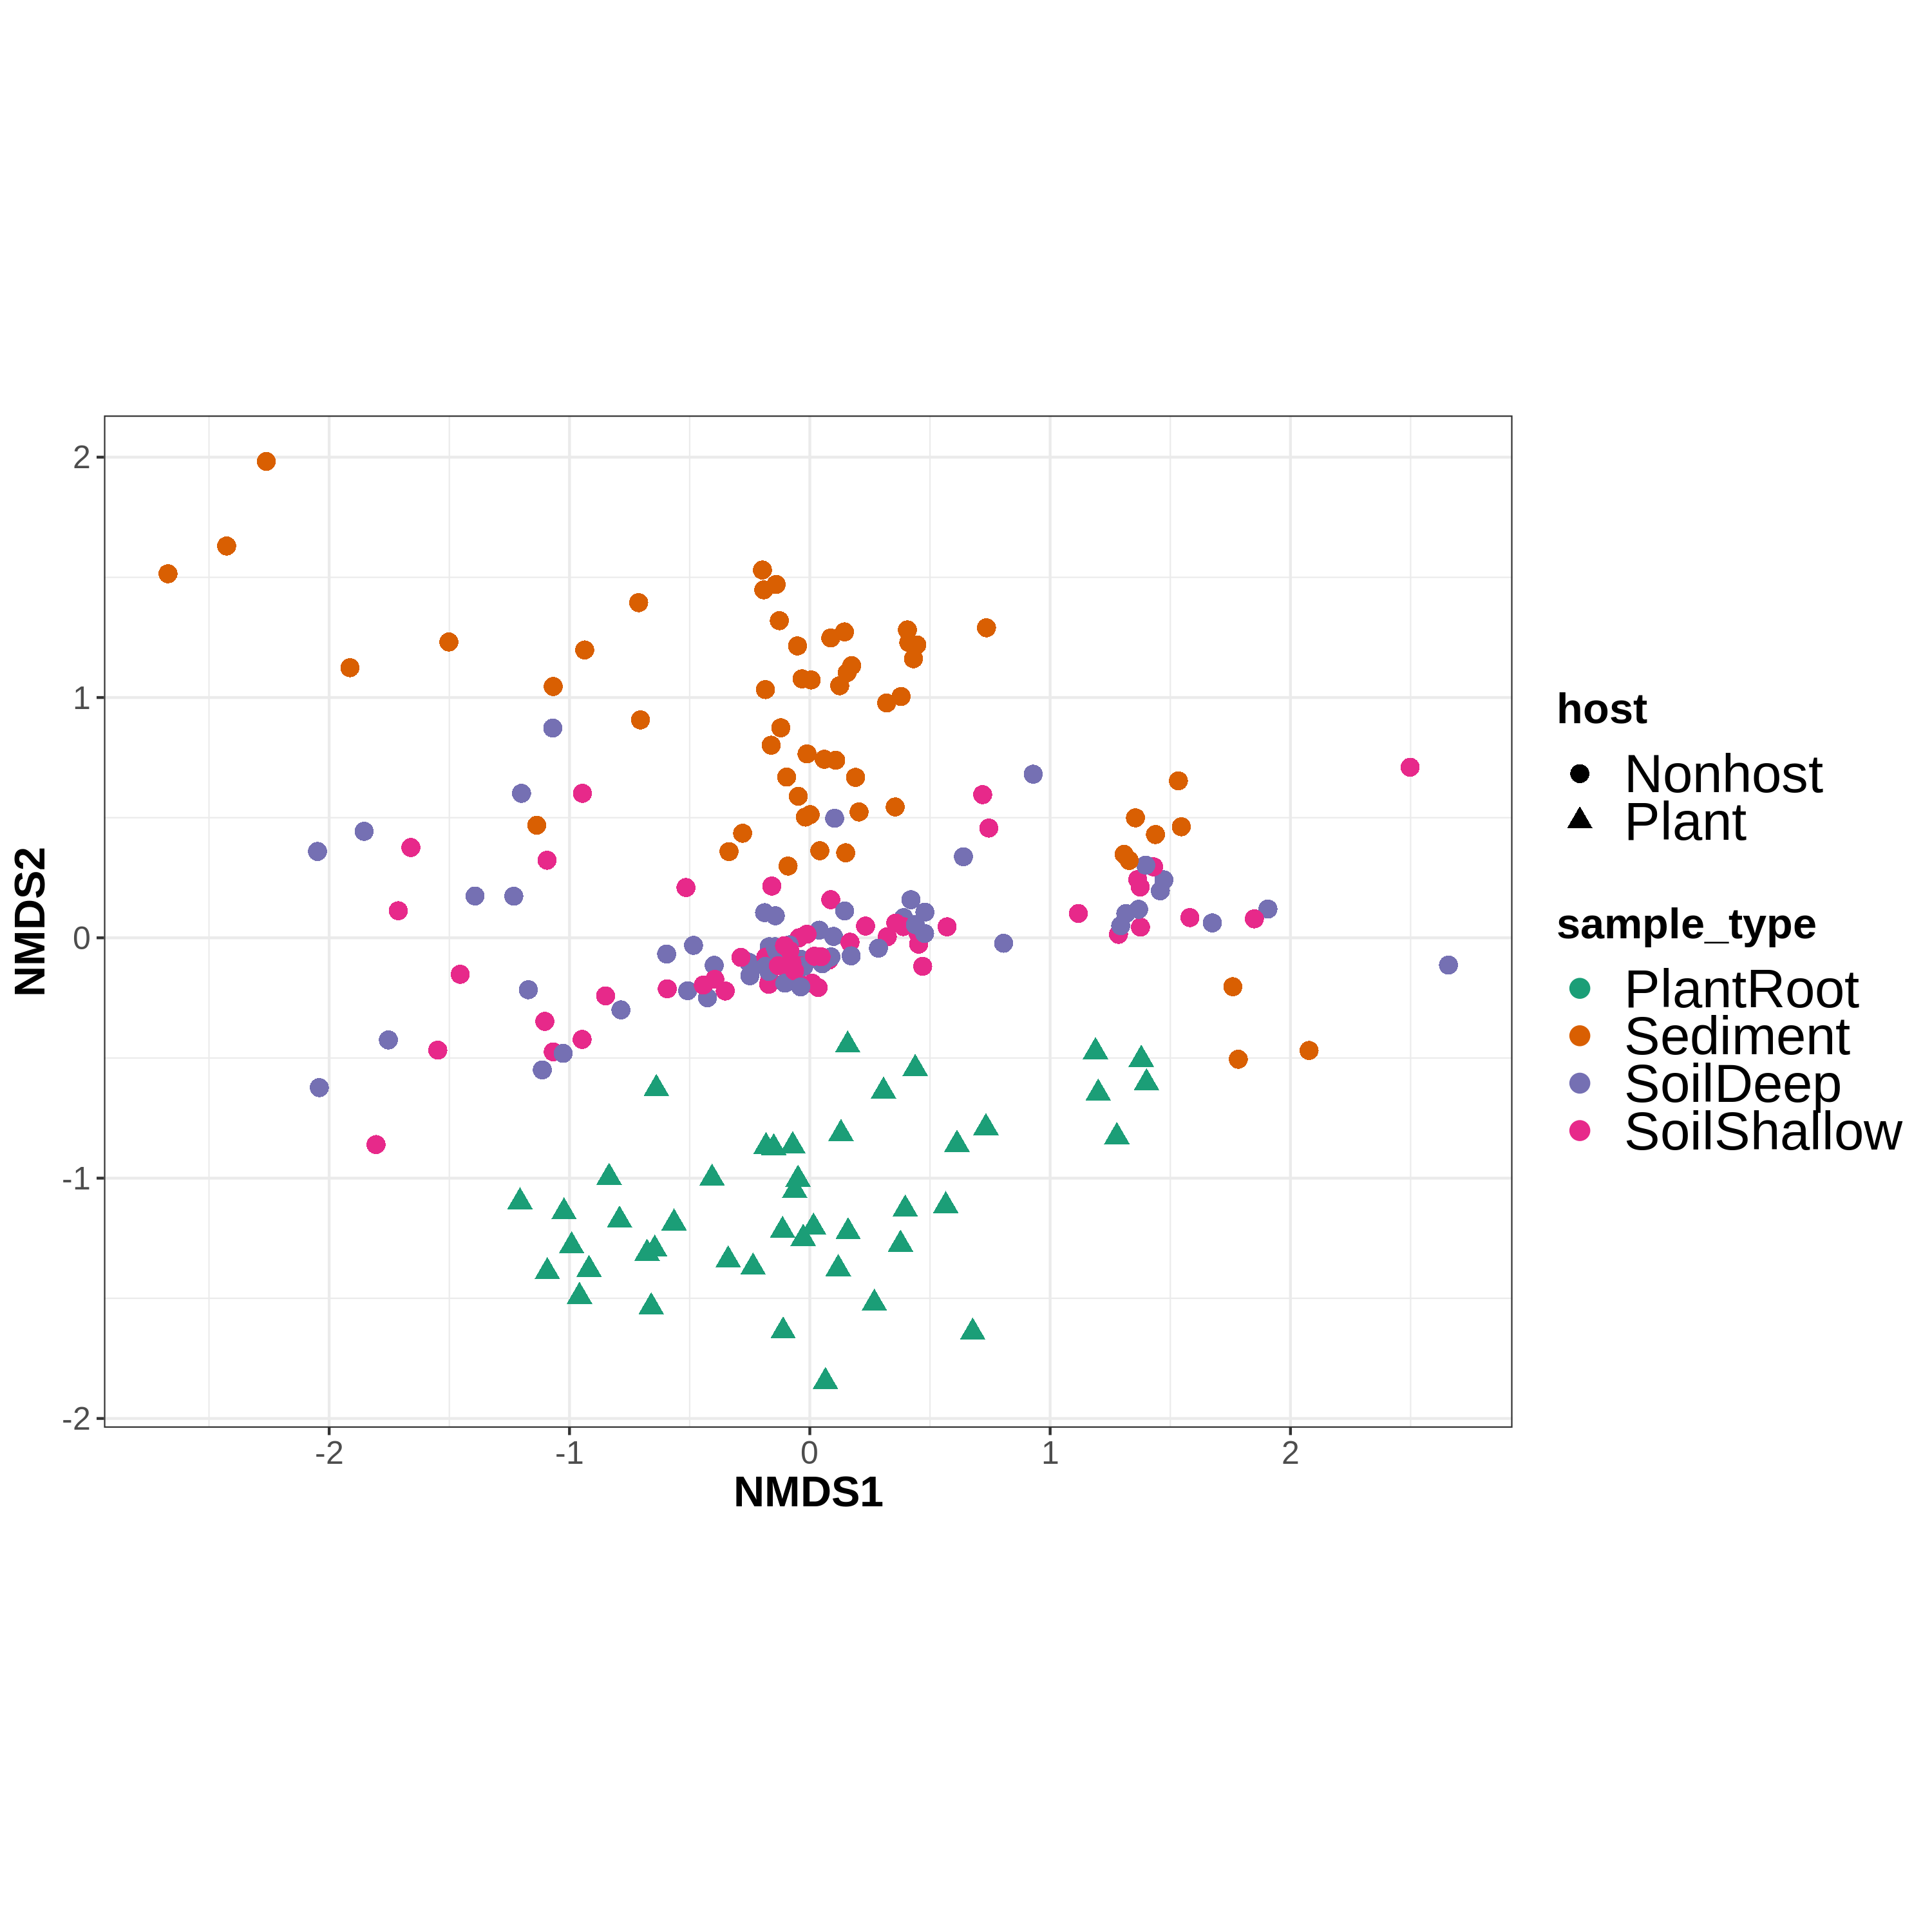 2
1
0
-1
-2
NMDS2
-2
-1
0
1
2
NMDS1
host
Nonhost
Plant
sample_type
PlantRoot
Sediment
SoilDeep
SoilShallow